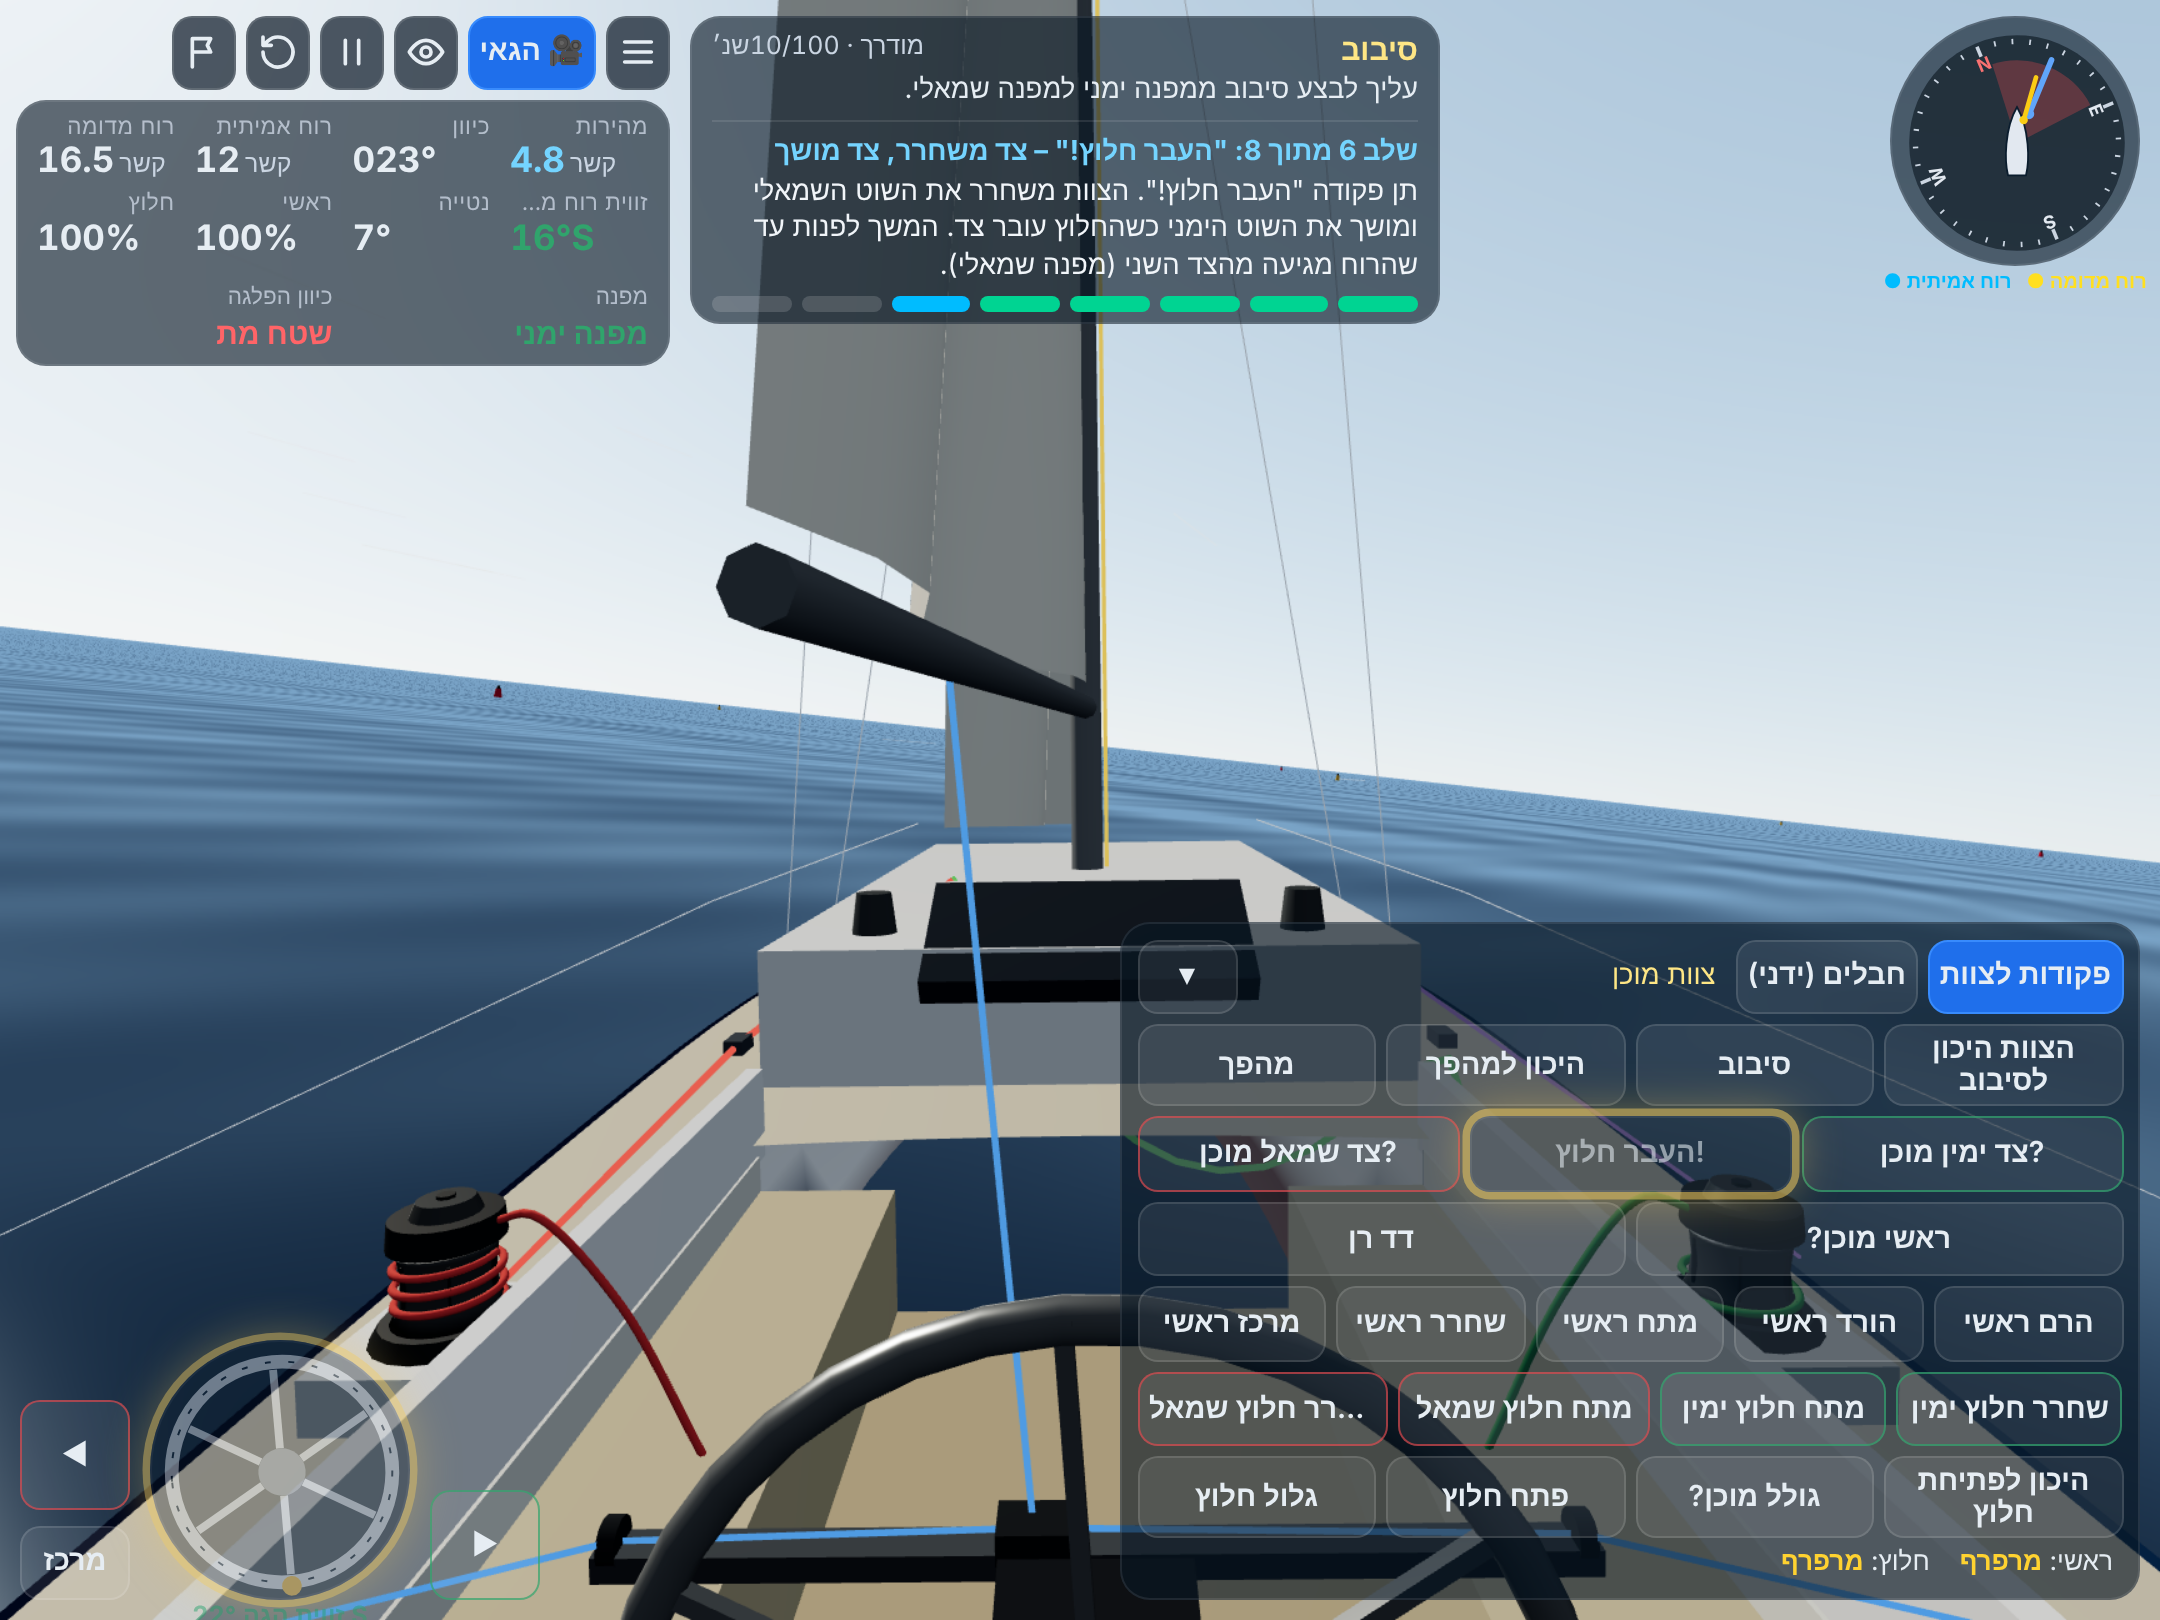 הגאי
מהירות
4.8 קשר
כיוון
023°
רוח אמיתית
12 קשר
רוח מדומה
16.5 קשר
זווית רוח מ...
16°S
נטייה
7°
ראשי
100%
חלוץ
100%
מפנה
מפנה ימני
כיוון הפלגה
שטח מת
סיבוב
מודרך · 10/100שנ׳
עליך לבצע סיבוב ממפנה ימני למפנה שמאלי.
שלב 6 מתוך 8: "העבר חלוץ!" – צד משחרר, צד מושך
תן פקודה "העבר חלוץ!". הצוות משחרר את השוט השמאלי
ומושך את השוט הימני כשהחלוץ עובר צד. המשך לפנות עד
שהרוח מגיעה מהצד השני (מפנה שמאלי).
N
E
S
W
רוח מדומה
רוח אמיתית
פקודות לצוות
חבלים (ידני)
צוות מוכן
הצוות היכון
לסיבוב
סיבוב
היכון למהפך
מהפך
צד ימין מוכן?
העבר חלוץ!
צד שמאל מוכן?
ראשי מוכן?
דד רן
הרם ראשי
הורד ראשי
מתח ראשי
שחרר ראשי
מרכז ראשי
שחרר חלוץ ימין
מתח חלוץ ימין
מתח חלוץ שמאל
...רר חלוץ שמאל
היכון לפתיחת
חלוץ
גולל מוכן?
פתח חלוץ
גלול חלוץ
ראשי: מרפרף
חלוץ: מרפרף
מרכז